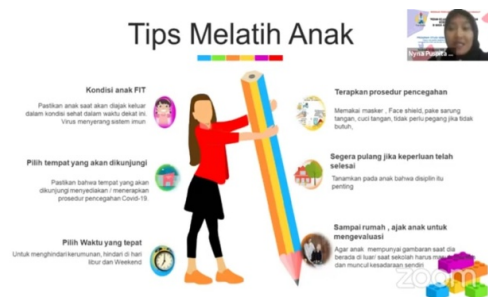 Tips Melatih Anak
Kondisi anak FIT
Pastikan anak saat akan diajak keluar
dalam kondisi sehat dalam waktu dekat ini.
Virus menyerang sistem imun
Pilih tempat yang akan dikunjungi
Pastikan bahwa tempat yang akan
dikunjungi menyediakan / menerapkan
prosedur pencegahan Covid-19.
Pilih Waktu yang tepat
Untuk menghindari kerumunan, hindari di hari
libur dan Weekend
Terapkan prosedur pencegahan
Memakai masker , Face shield, pake sarung
tangan, cuci tangan, tidak perlu pegang jika tidak
butuh,
Segera pulang jika keperluan telah
selesai
Tanamkan pada anak bahwa disiplin itu
penting
Sampai rumah , ajak anak untuk
mengevaluasi
Agar anak mempunyai gambaran saat dia
berada di luar/ saat sekolah harus
dan muncul kesadaraan sendiri
zoom